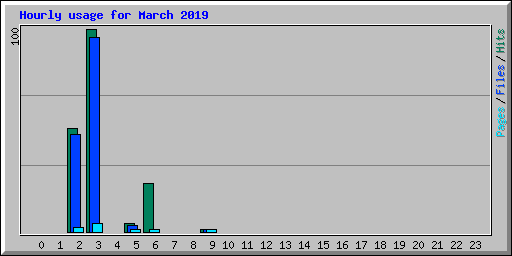 Hourly usage for March 2019
100
Pages/Files/Hits
0 1 2 3 4 5 6 7 8 9 10 11 12 13 14 15 16 17 18 19 20 21 22 23